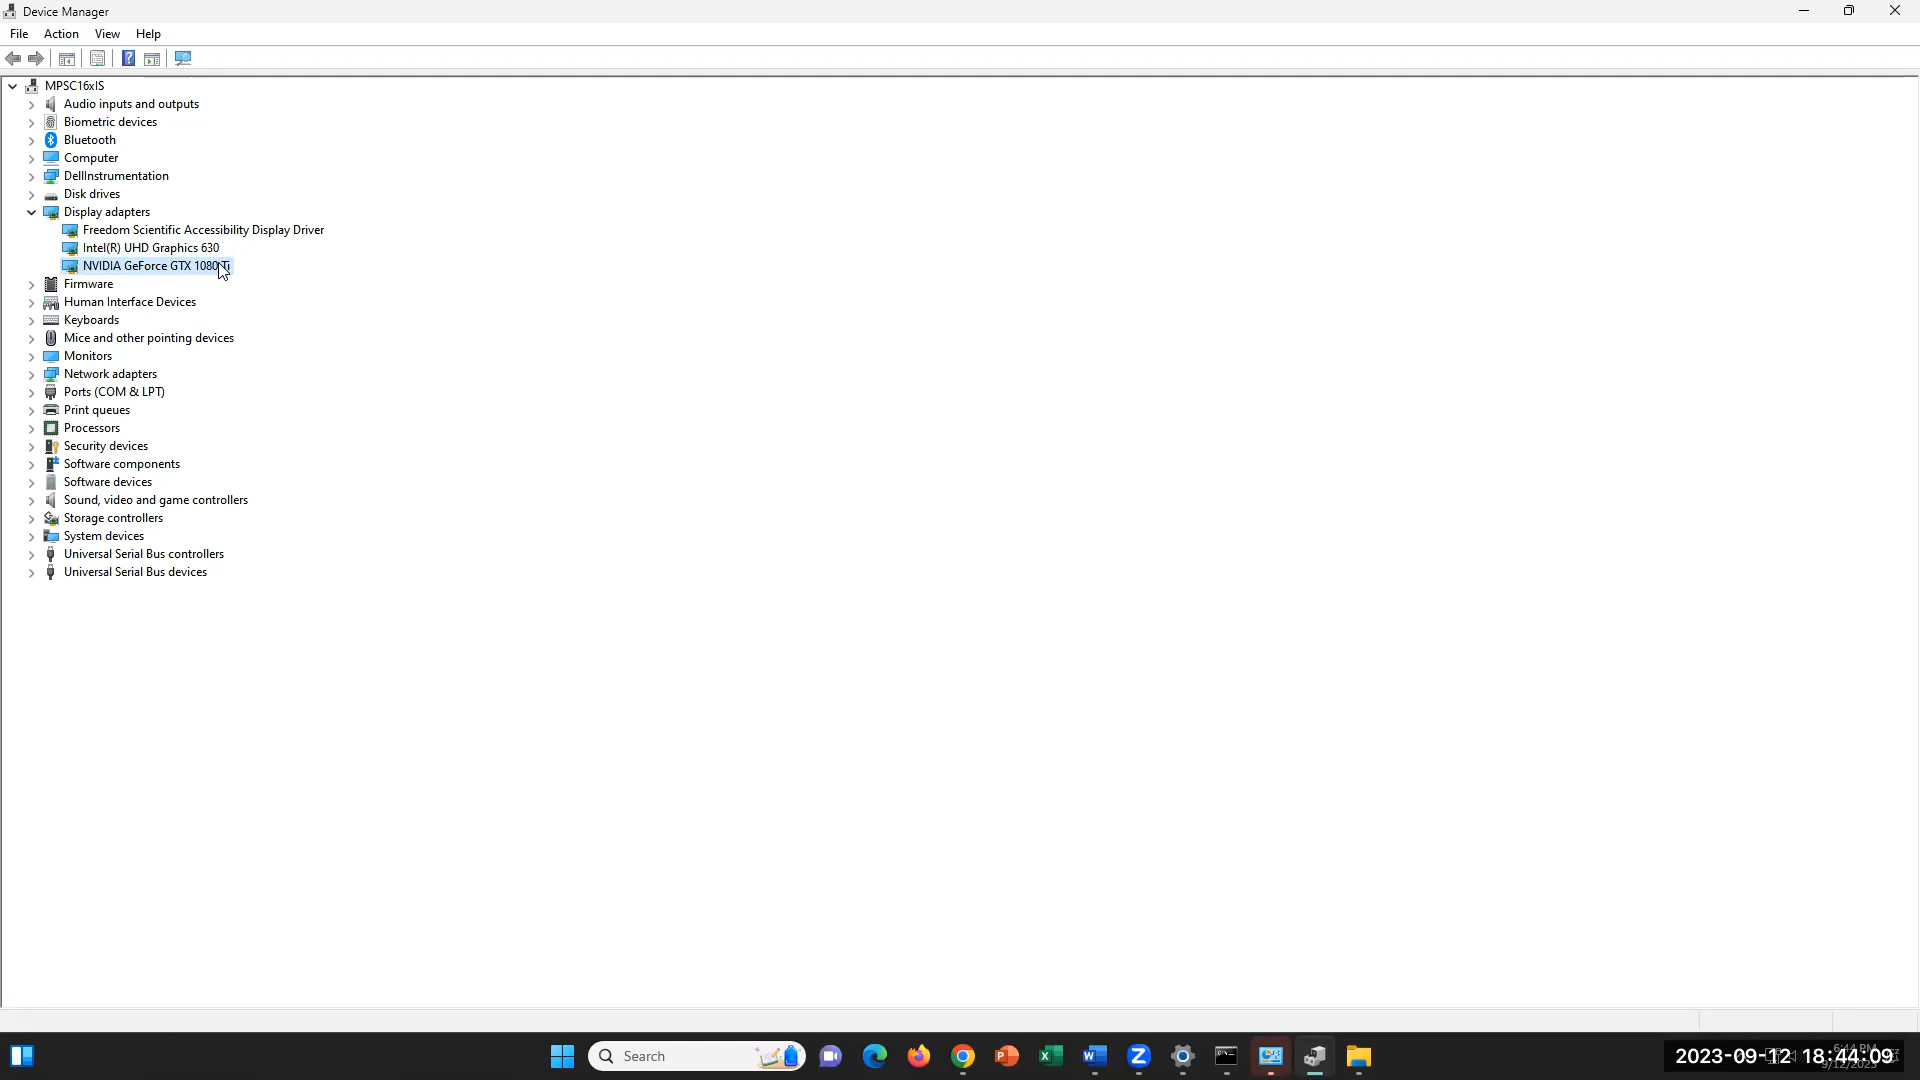 Device Manager
File Action View Help
MPSC16xIS
Audio inputs and outputs
Biometric devices
Bluetooth
Computer
DellInstrumentation
Disk drives
Display adapters
Freedom Scientific Accessibility Display Driver
Intel(R) UHD Graphics 630
NVIDIA GeForce GTX 1080 Ti
Firmware
Human Interface Devices
Keyboards
Mice and other pointing devices
Monitors
Network adapters
Ports (COM & LPT)
Print queues
Processors
Security devices
Software components
Software devices
Sound, video and game controllers
Storage controllers
System devices
Universal Serial Bus controllers
Universal Serial Bus devices
Search
2023-09-12 18:44:09